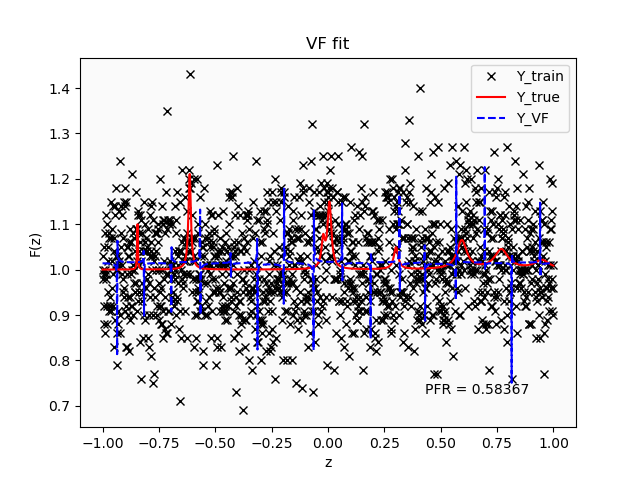 VF fit
Y_train
Y_true
Y_VF
F(z)
1.4
1.3
1.2
1.1
1.0
0.9
0.8
0.7
PFR = 0.58367
−1.00 −0.75 −0.50 −0.25 0.00 0.25 0.50 0.75 1.00
z